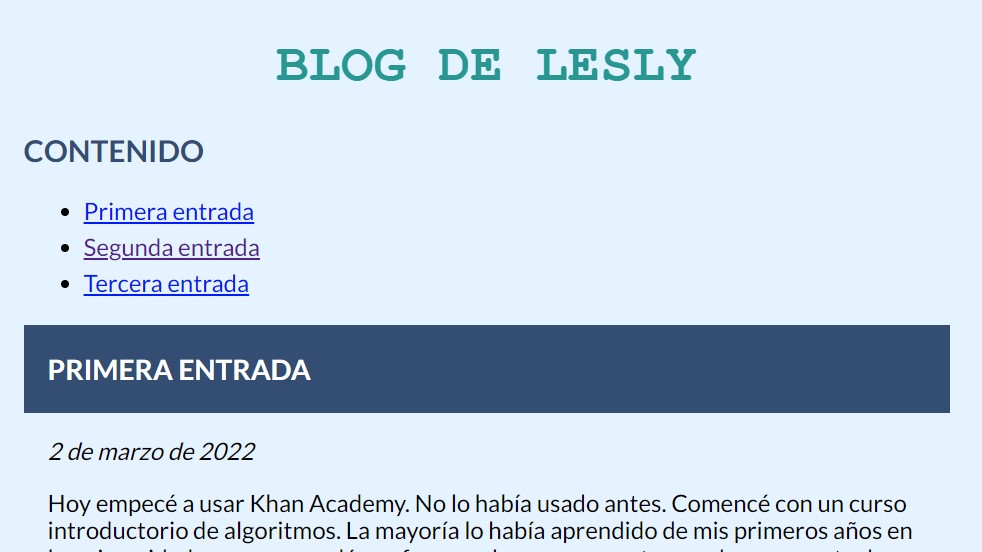 BLOG DE LESLY
CONTENIDO
Primera entrada
Segunda entrada
Tercera entrada
PRIMERA ENTRADA
2 de marzo de 2022
Hoy empecé a usar Khan Academy. No lo había usado antes. Comencé con un curso
introductorio de algoritmos. La mayoría lo había aprendido de mis primeros años en